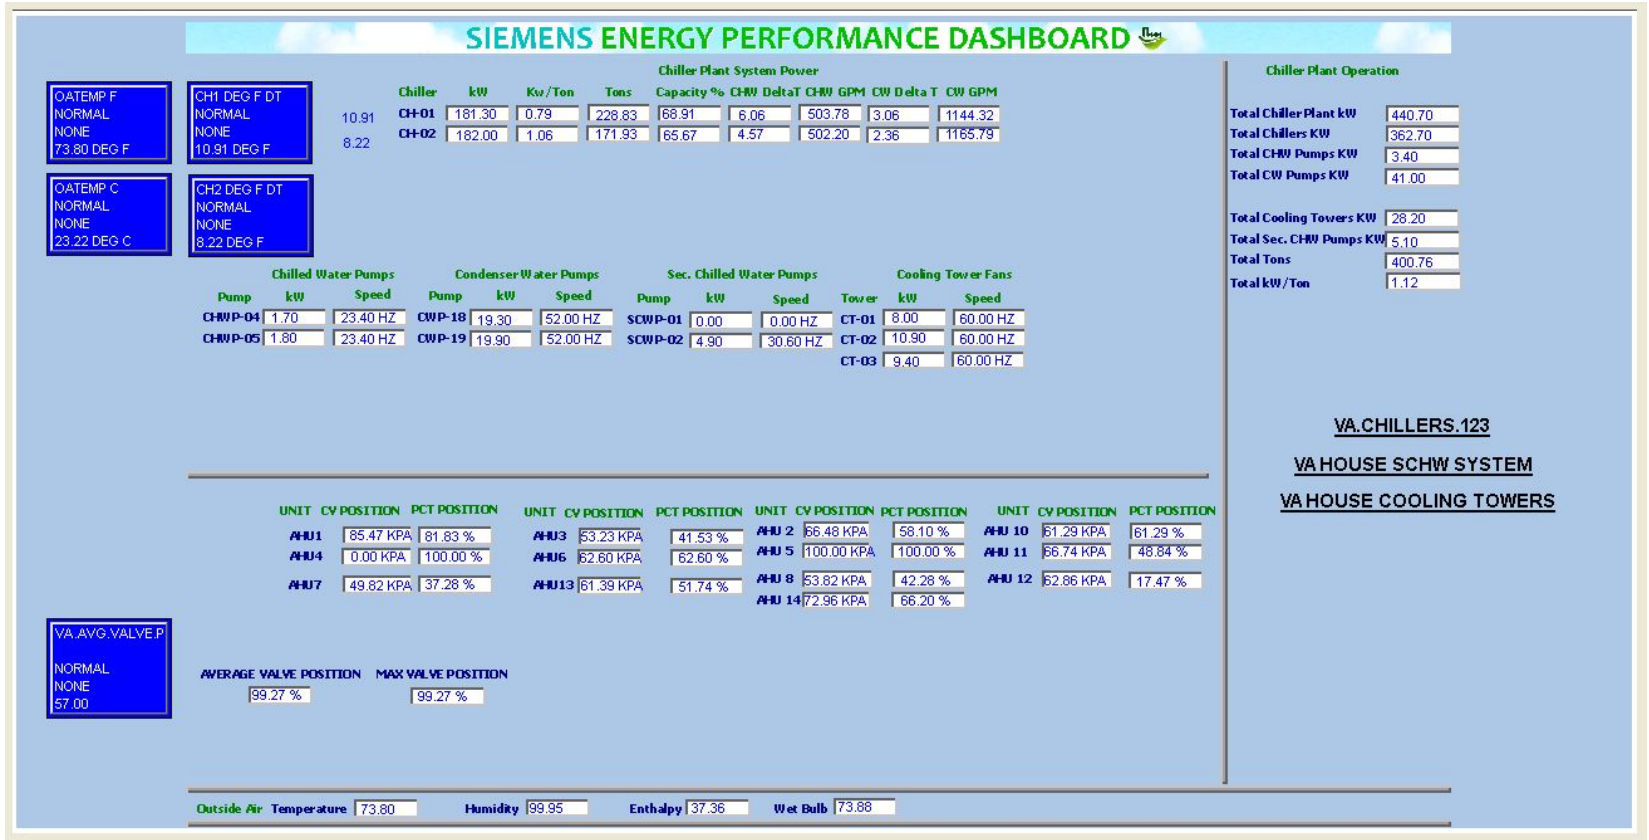 SIEMENS ENERGY PERFORMANCE DASHBOARD
Chiller Plant System Power
Chiller kW Kw/Ton Tons Capacity % CHW DeltaT CHW GPM CW Delta T CW GPM
10.91 CH-01 181.30 0.79 228.83 68.91 6.06 503.78 3.06 1144.32
8.22 CH-02 182.00 1.06 171.93 65.67 4.57 502.20 2.36 1165.79
OATEMP F
NORMAL
NONE
73.80 DEG F
CH1 DEG F DT
NORMAL
NONE
10.91 DEG F
OATEMP C
NORMAL
NONE
23.22 DEG C
CH2 DEG F DT
NORMAL
NONE
8.22 DEG F
Chiller Plant Operation
Total Chiller Plant kW 440.70
Total Chillers KW 362.70
Total CHW Pumps KW 3.40
Total CW Pumps KW 41.00
Total Cooling Towers KW 28.20
Total Sec. CHW Pumps KW 5.10
Total Tons 400.76
Total kW/Ton 1.12
Chilled Water Pumps
Pump kW Speed
CHWP-04 1.70 23.40 HZ
CHWP-05 1.80 23.40 HZ
Condenser Water Pumps
Pump kW Speed
CWP-18 19.30 52.00 HZ
CWP-19 19.90 52.00 HZ
Sec. Chilled Water Pumps
Pump kW Speed
SCWP-01 0.00 0.00 HZ
SCWP-02 4.90 30.60 HZ
Cooling Tower Fans
Tower kW Speed
CT-01 8.00 60.00 HZ
CT-02 10.90 60.00 HZ
CT-03 9.40 60.00 HZ
VA.CHILLERS.123
VA HOUSE SCHW SYSTEM
VA HOUSE COOLING TOWERS
UNIT CV POSITION PCT POSITION
AHU1 85.47 KPA 81.83 %
AHU4 0.00 KPA 100.00 %
AHU7 49.82 KPA 37.28 %
UNIT CV POSITION PCT POSITION
AHU3 53.23 KPA 41.53 %
AHU6 62.60 KPA 62.60 %
AHU13 61.39 KPA 51.74 %
UNIT CV POSITION PCT POSITION
AHU 2 66.48 KPA 58.10 %
AHU 5 100.00 KPA 100.00 %
AHU 8 53.82 KPA 42.28 %
AHU 14 72.96 KPA 66.20 %
UNIT CV POSITION PCT POSITION
AHU 10 61.29 KPA 61.29 %
AHU 11 66.74 KPA 48.84 %
AHU 12 62.86 KPA 17.47 %
VA.AVG.VALVE.P
NORMAL
NONE
57.00
AVERAGE VALVE POSITION MAX VALVE POSITION
99.27 % 99.27 %
Outside Air Temperature 73.80 Humidity 99.95 Enthalpy 37.36 Wet Bulb 73.88